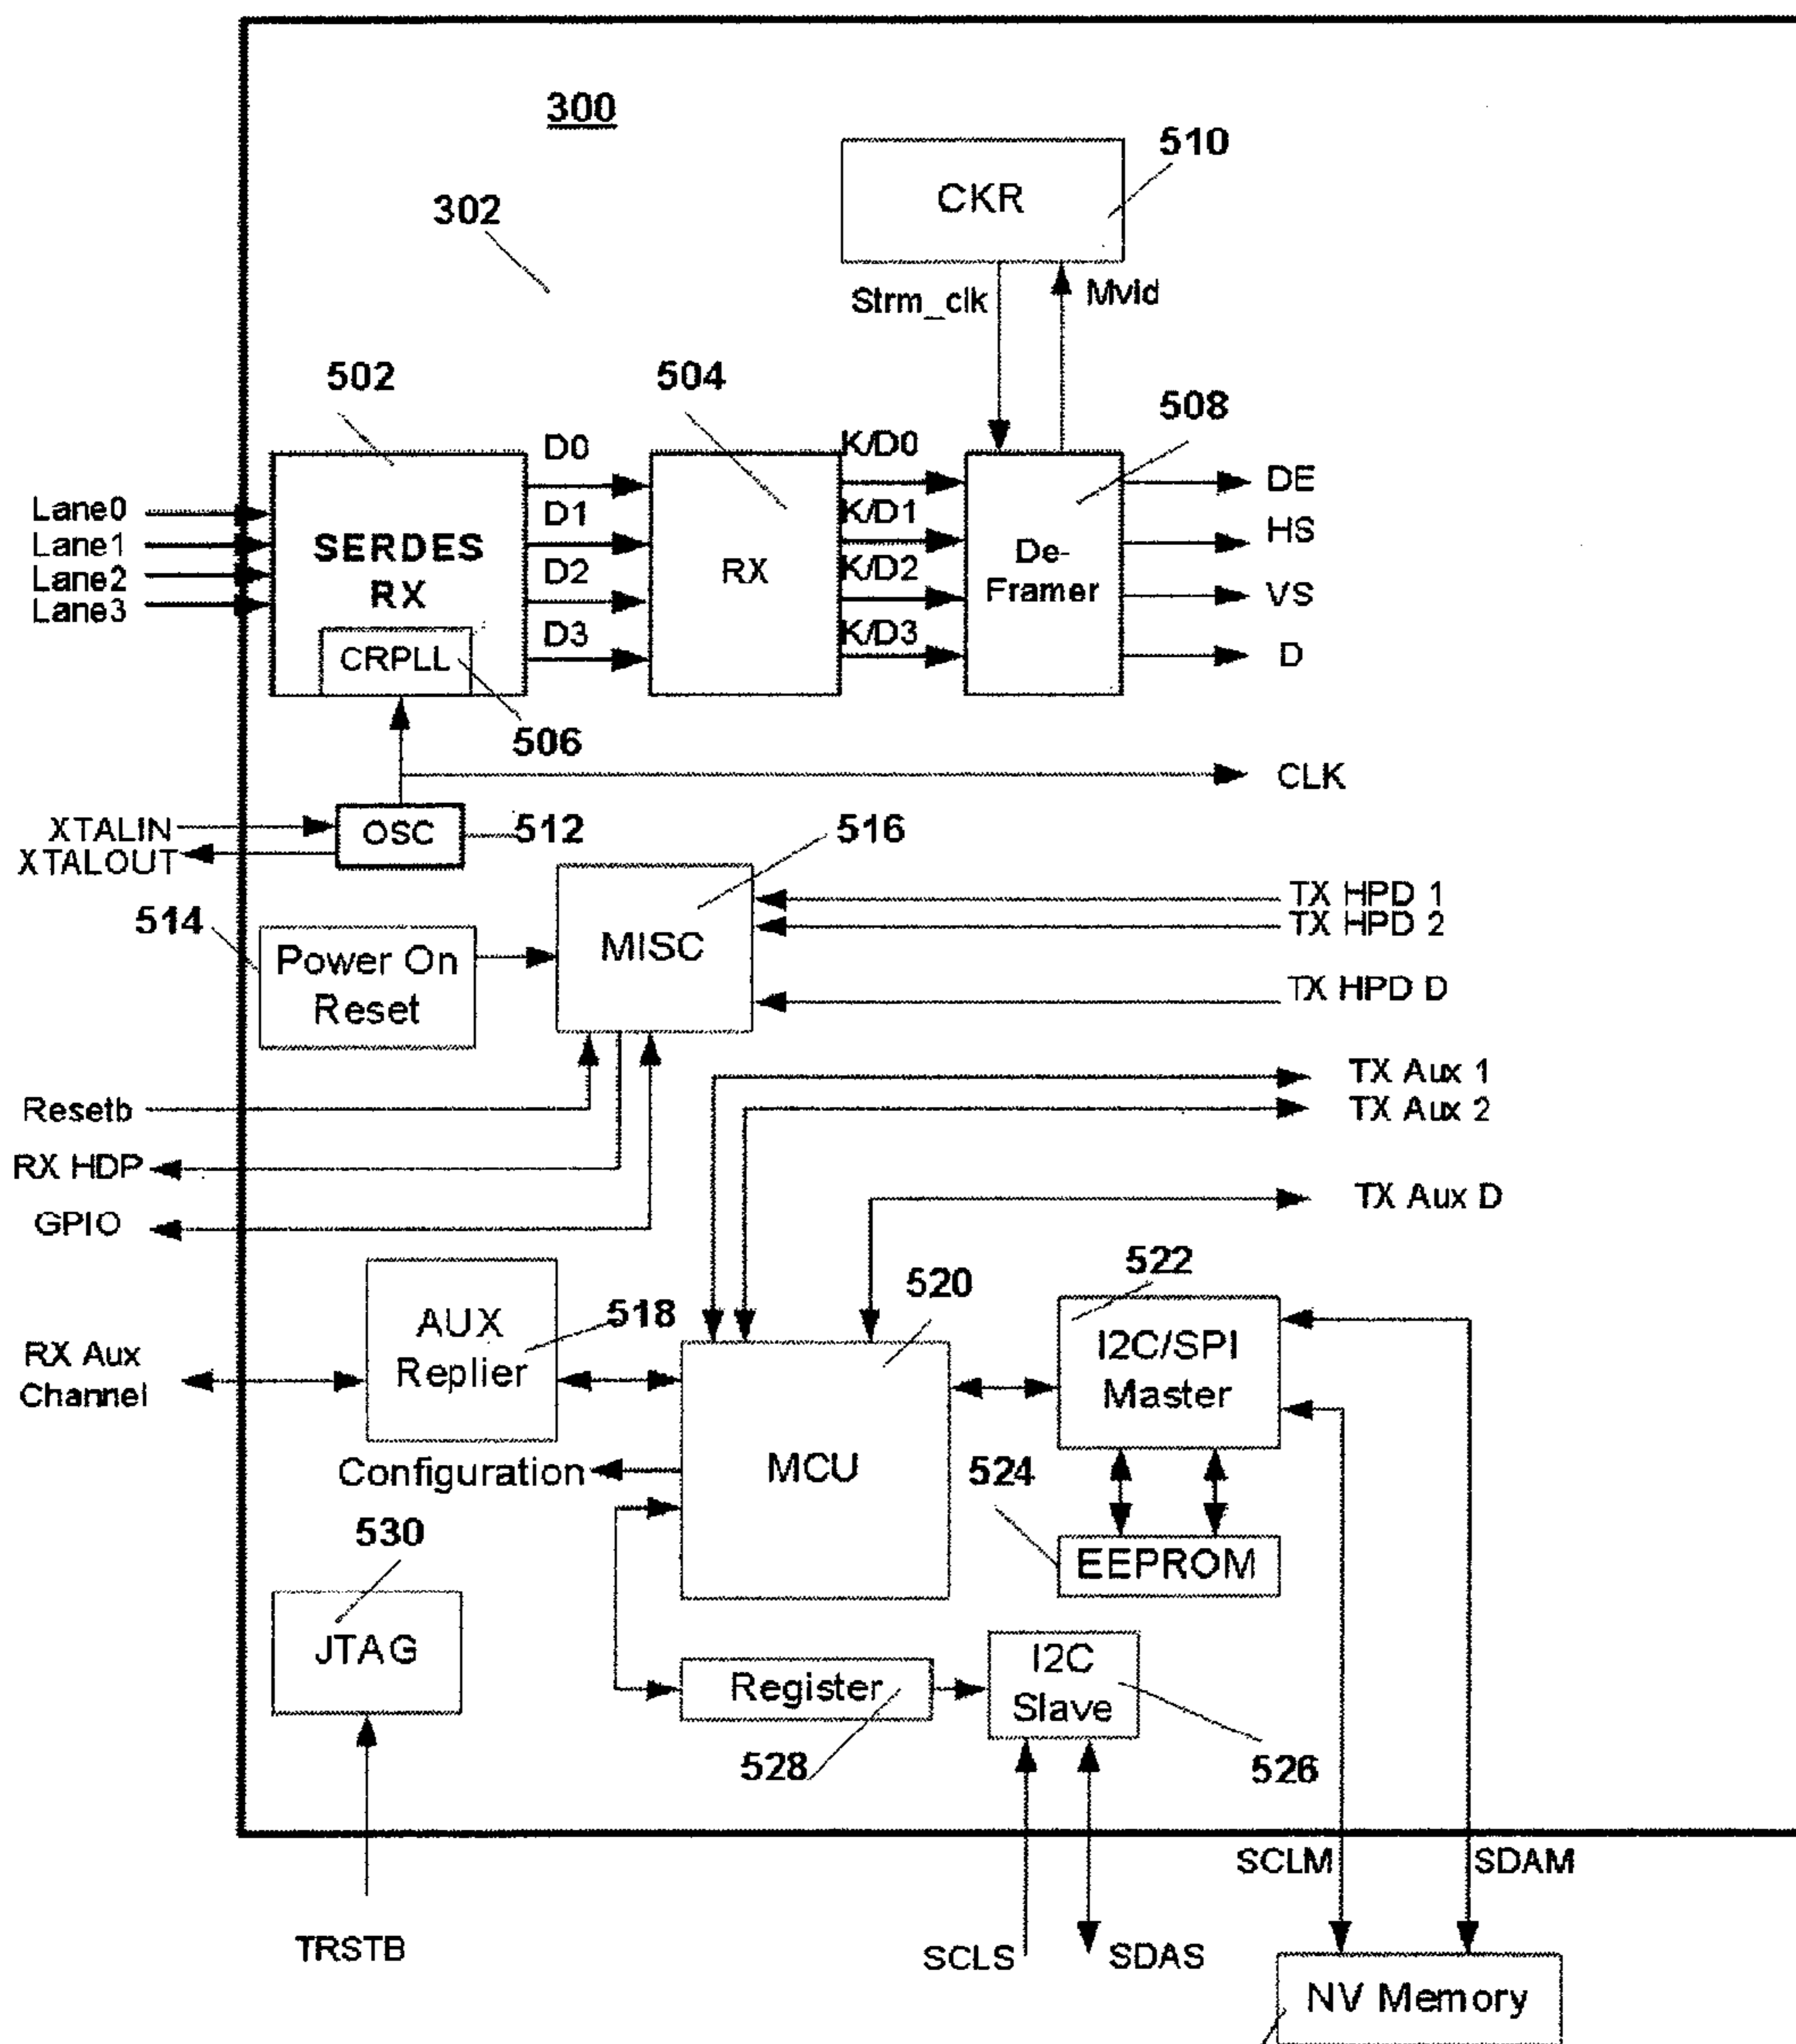 300
510
CKR
302
Strm_clk
Mvid
502
504
508
D0
K/D0
DE
Lane0
D1
K/D1
HS
Lane1
SERDES
RX
RX
De-
Framer
Lane2
D2
K/D2
VS
Lane3
D3
K/D3
D
CRPLL
506
CLK
XTALIN
XTALOUT
OSC
512
516
514
Power On
Reset
MISC
TX HPD 1
TX HPD 2
TX HPD D
Resetb
RX HDP
GPIO
TX Aux 1
TX Aux 2
TX Aux D
520
522
518
AUX
Replier
RX Aux
Channel
I2C/SPI
Master
MCU
Configuration
524
EEPROM
530
JTAG
Register
528
I2C
Slave
526
SCLM
SDAM
TRSTB
SCLS
SDAS
NV Memory